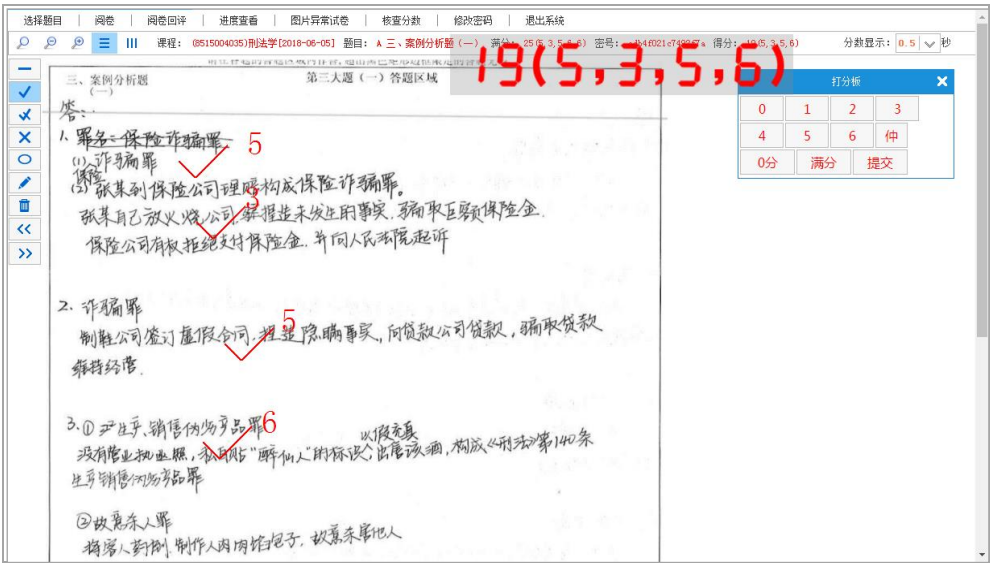 选择题目 | 阅卷 | 阅卷回评 | 进度查看 | 图片异常试卷 | 核查分数 | 修改密码 | 退出系统
课程: (8515004035)刑法学[2018-06-05] 题目: A 三、案例分析题(一) 满分: 25(5,3,5,6,6) 密号: 得分: 19(5,3,5,6) 分数显示: 0.5 秒
19(5,3,5,6)
三、案例分析题
(一)
第三大题(一)答题区域
打分板
0 1 2 3
4 5 6 仲
0分 满分 提交
答:
1. 罪名:保险诈骗罪. 5
(1) 保险诈骗罪
(2) 张某到保险公司理赔构成保险诈骗罪。
3
张某自己放火烧公司,捏造未发生的事实,骗取巨额保险金.
保险公司有权拒绝支付保险金.并向人民法院起诉
2. 诈骗罪 5
制鞋公司签订虚假合同,捏造隐瞒事实,向贷款公司贷款,骗取贷款
维持经营.
3.① 生产、销售伪劣产品罪 6
没有营业执照,私自贴"醉仙人"的标识,以假充真出售该酒,构成《刑法》第140条
生产销售伪劣产品罪
②故意杀人罪
将客人药倒,制作人肉肉馅包子,故意杀害他人